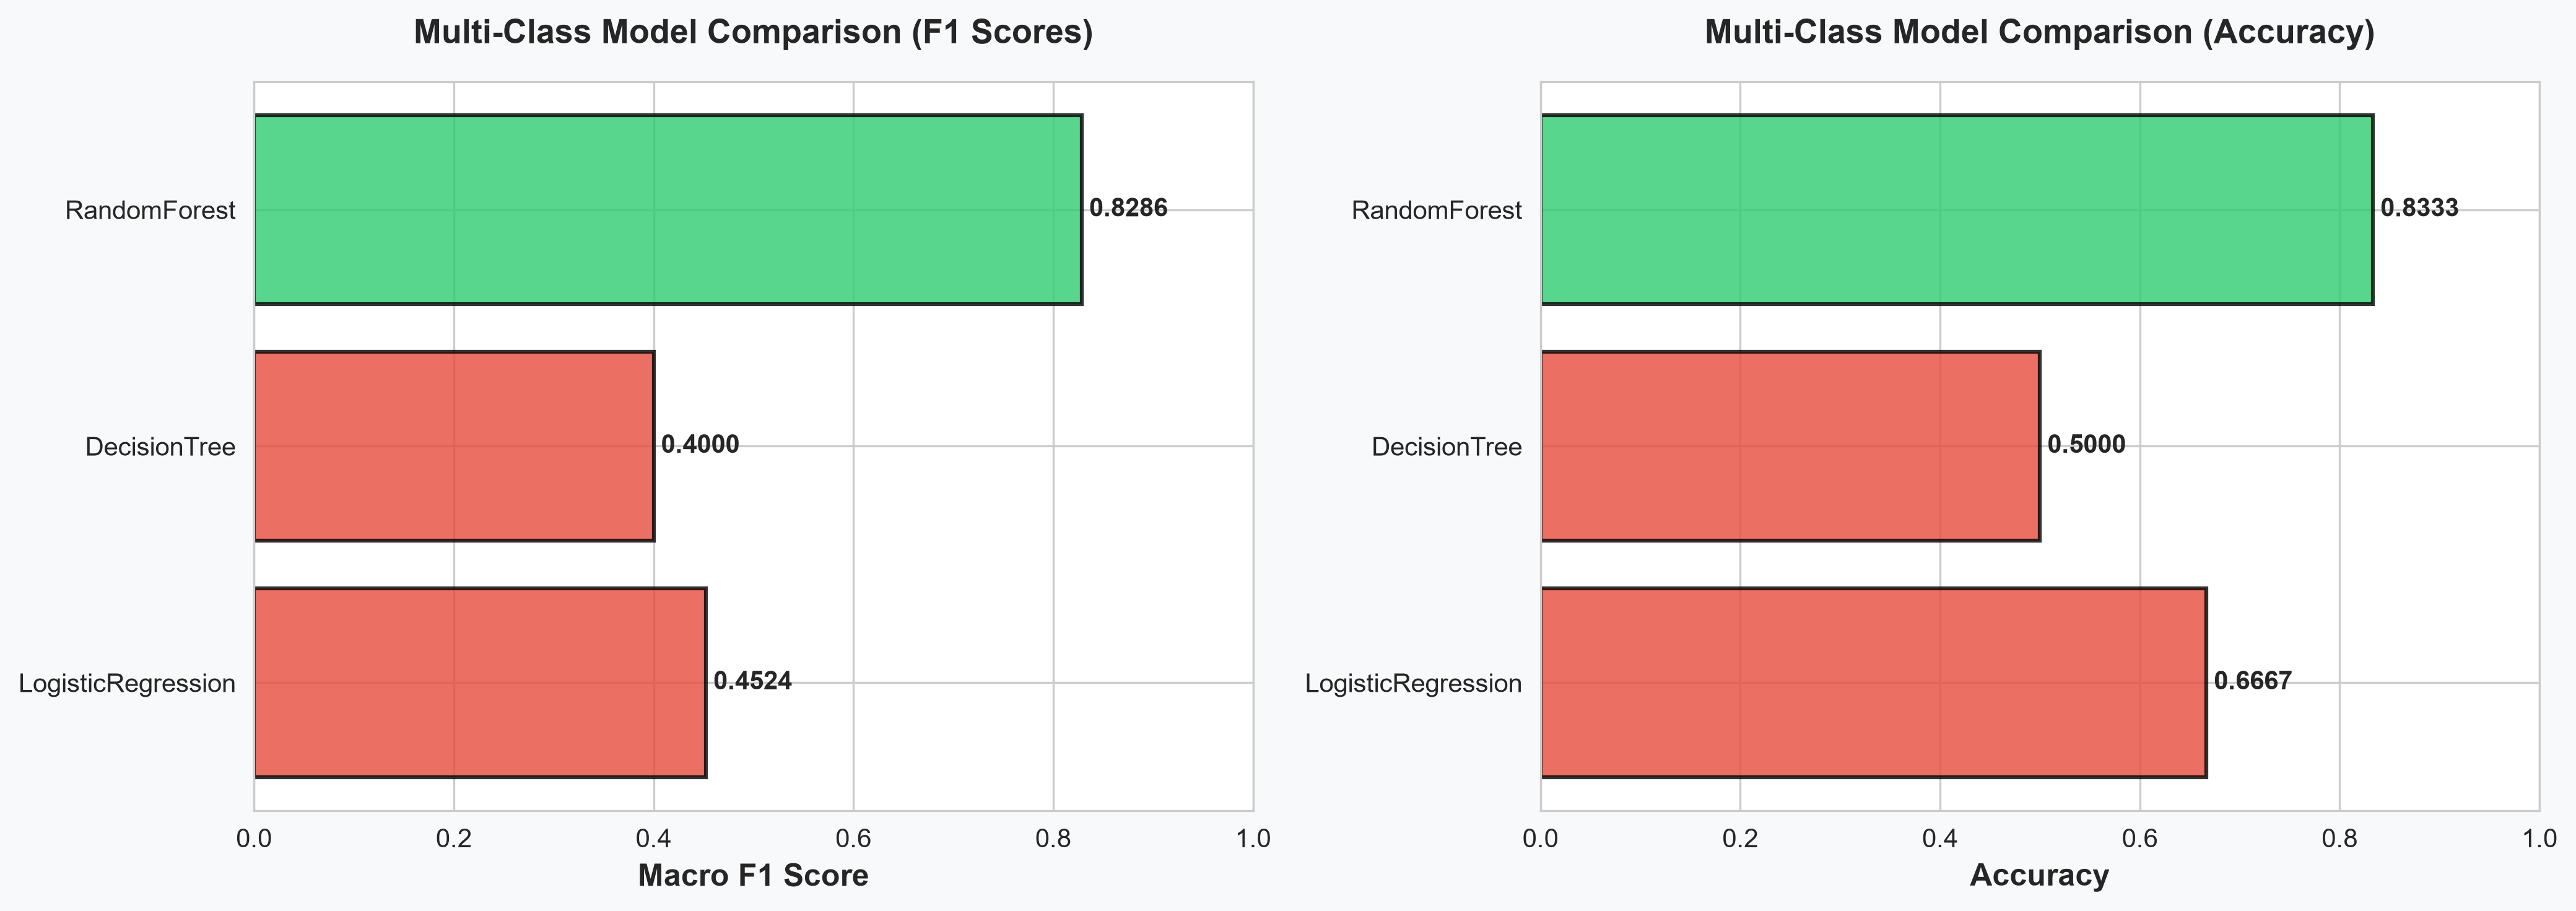 Multi-Class Model Comparison (F1 Scores)
RandomForest
0.8286
DecisionTree
0.4000
LogisticRegression
0.4524
0.0 0.2 0.4 0.6 0.8 1.0
Macro F1 Score
Multi-Class Model Comparison (Accuracy)
RandomForest
0.8333
DecisionTree
0.5000
LogisticRegression
0.6667
0.0 0.2 0.4 0.6 0.8 1.0
Accuracy